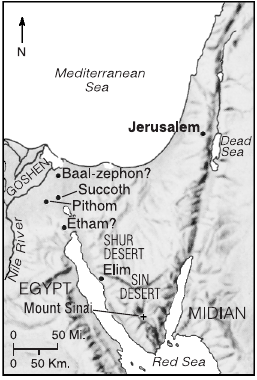 N
Mediterranean
Sea
Jerusalem
Dead
Sea
GOSHEN
Baal-zephon?
Succoth
Pithom
Etham?
Nile River
SHUR
DESERT
Elim
SIN
DESERT
EGYPT
Mount Sinai
MIDIAN
0 50 Mi.
0 50 Km.
Red Sea